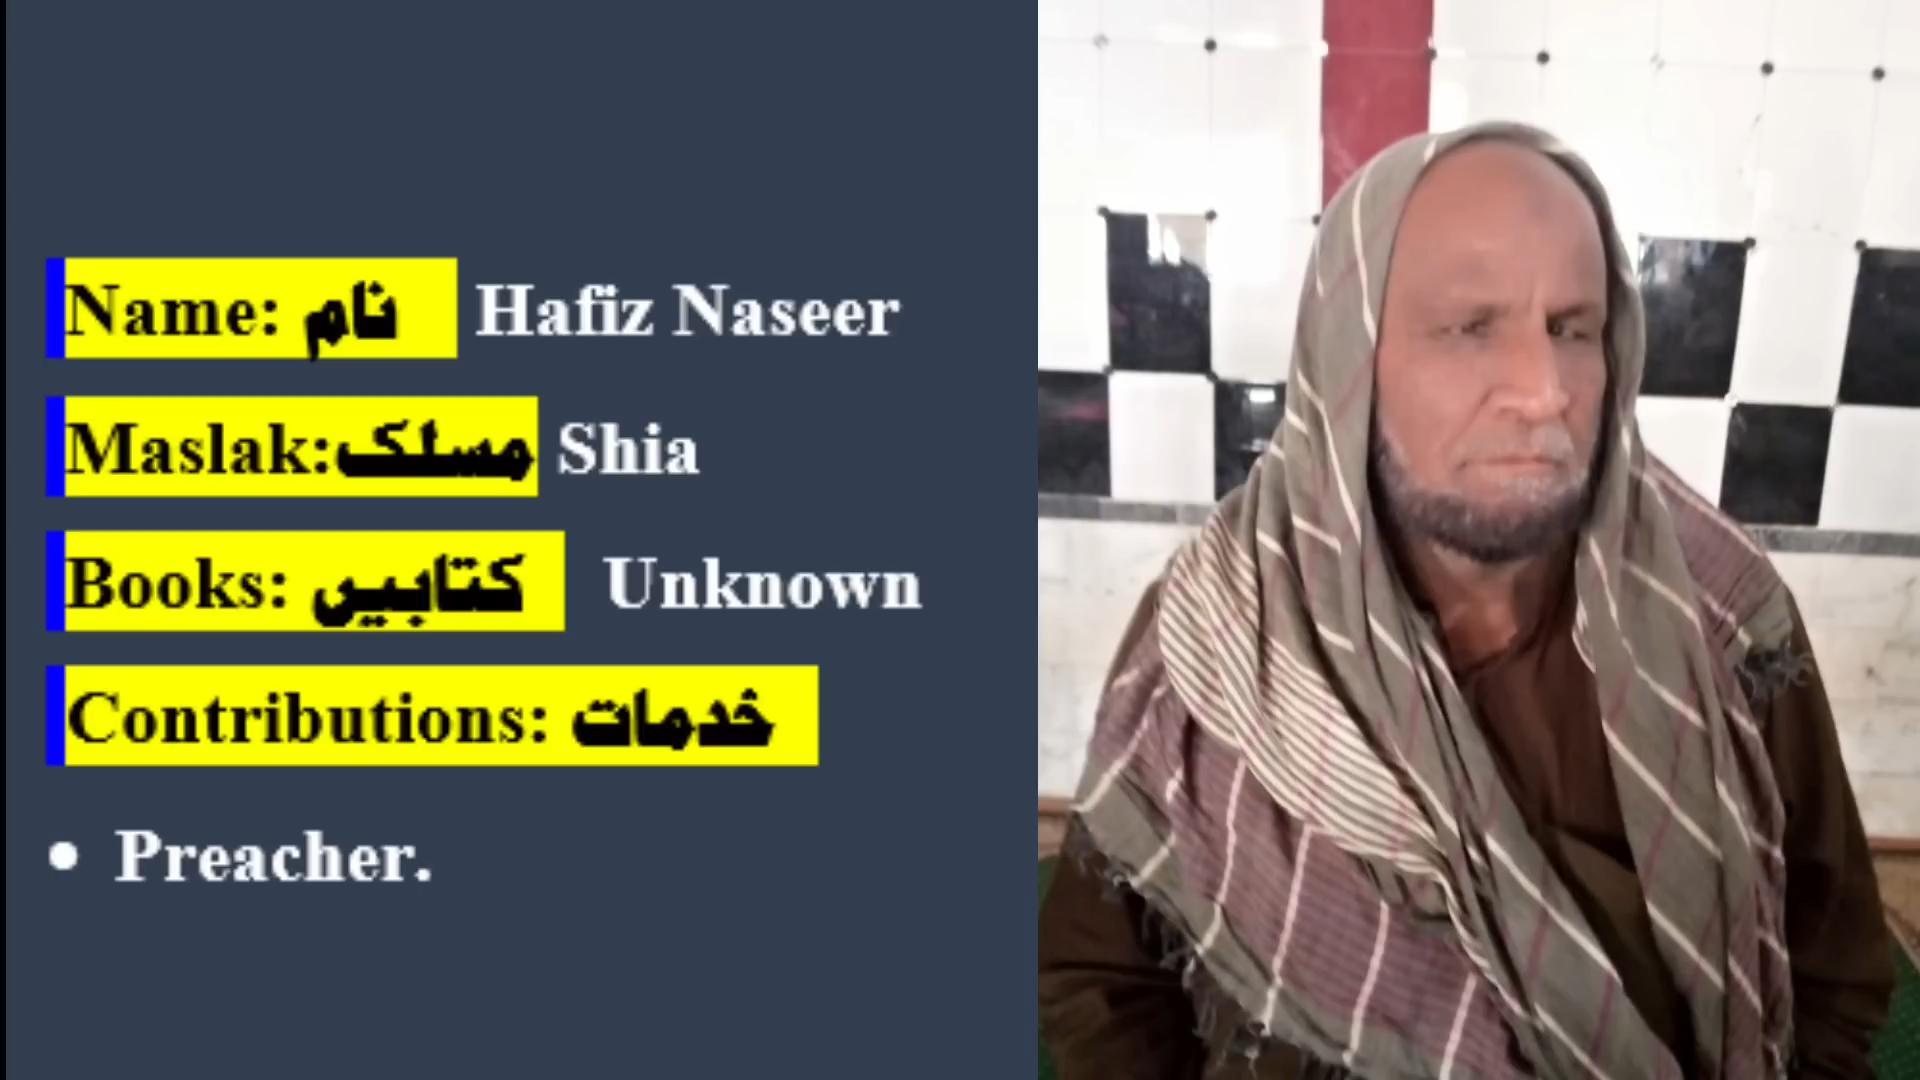 Name: نام Hafiz Naseer
Maslak:مسلک Shia
Books: کتابیں Unknown
Contributions: خدمات
• Preacher.